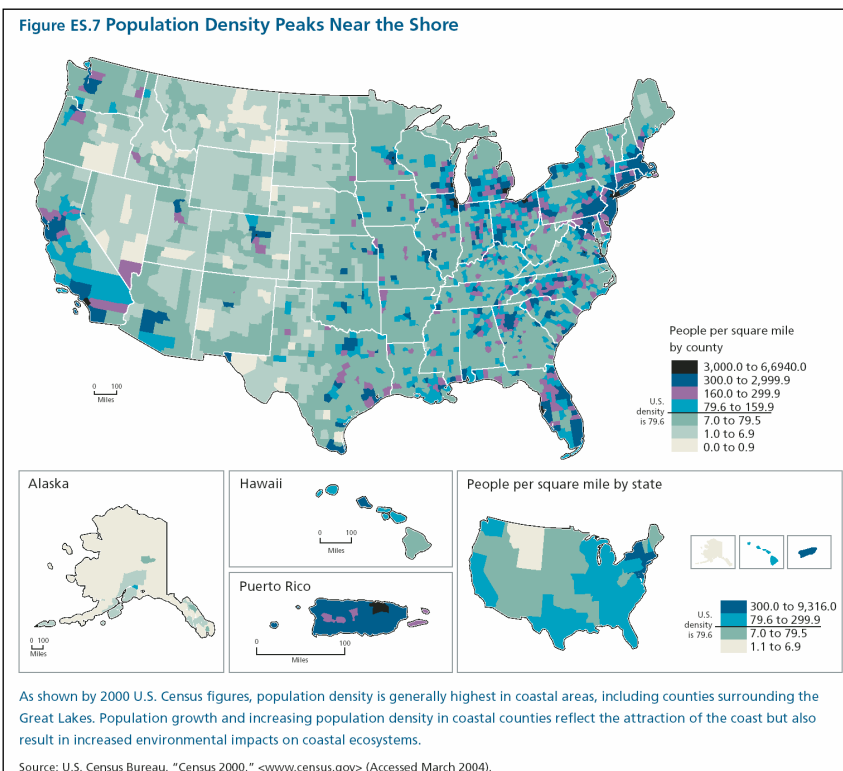 Figure ES.7 Population Density Peaks Near the Shore
People per square mile
by county
3,000.0 to 6,6940.0
300.0 to 2,999.9
160.0 to 299.9
79.6 to 159.9
7.0 to 79.5
1.0 to 6.9
0.0 to 0.9
U.S.
density
is 79.6
0 100
Miles
Alaska
0 100
Miles
Hawaii
0 100
Miles
Puerto Rico
0 100
Miles
People per square mile by state
300.0 to 9,316.0
79.6 to 299.9
7.0 to 79.5
1.1 to 6.9
U.S.
density
is 79.6
As shown by 2000 U.S. Census figures, population density is generally highest in coastal areas, including counties surrounding the
Great Lakes. Population growth and increasing population density in coastal counties reflect the attraction of the coast but also
result in increased environmental impacts on coastal ecosystems.
Source: U.S. Census Bureau, "Census 2000," <www.census.gov> (Accessed March 2004).